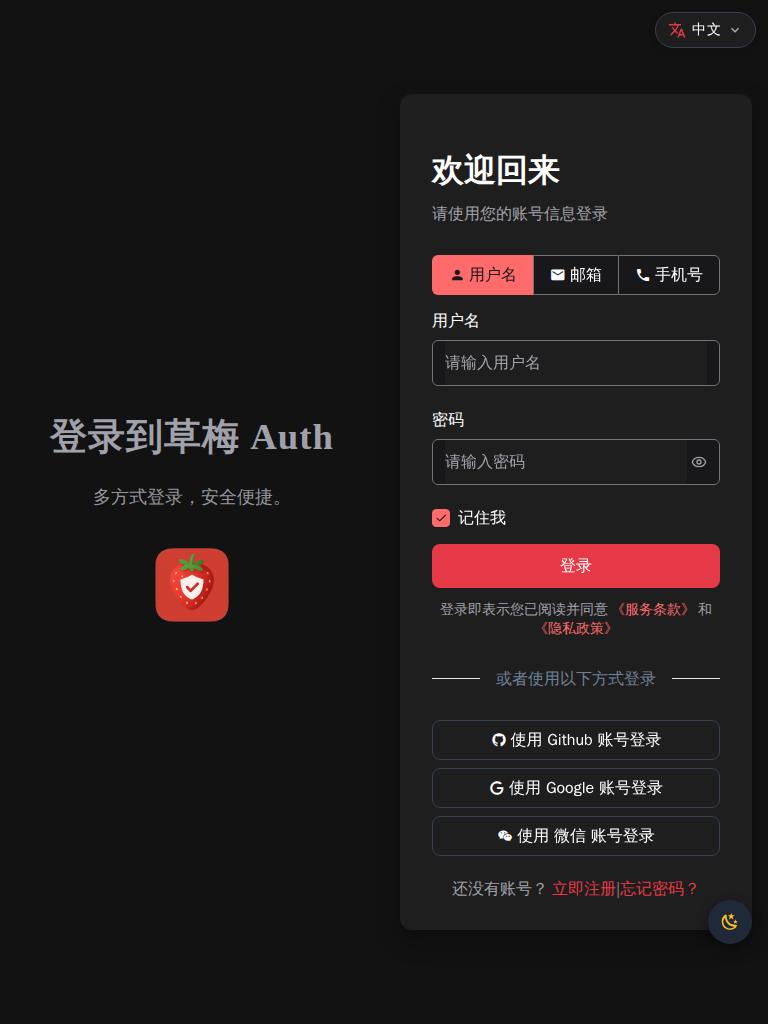 中文
登录到草梅 Auth
多方式登录，安全便捷。
欢迎回来
请使用您的账号信息登录
用户名 邮箱 手机号
用户名
请输入用户名
密码
请输入密码
记住我
登录
登录即表示您已阅读并同意 《服务条款》 和
《隐私政策》
或者使用以下方式登录
使用 Github 账号登录
使用 Google 账号登录
使用 微信 账号登录
还没有账号？ 立即注册|忘记密码？